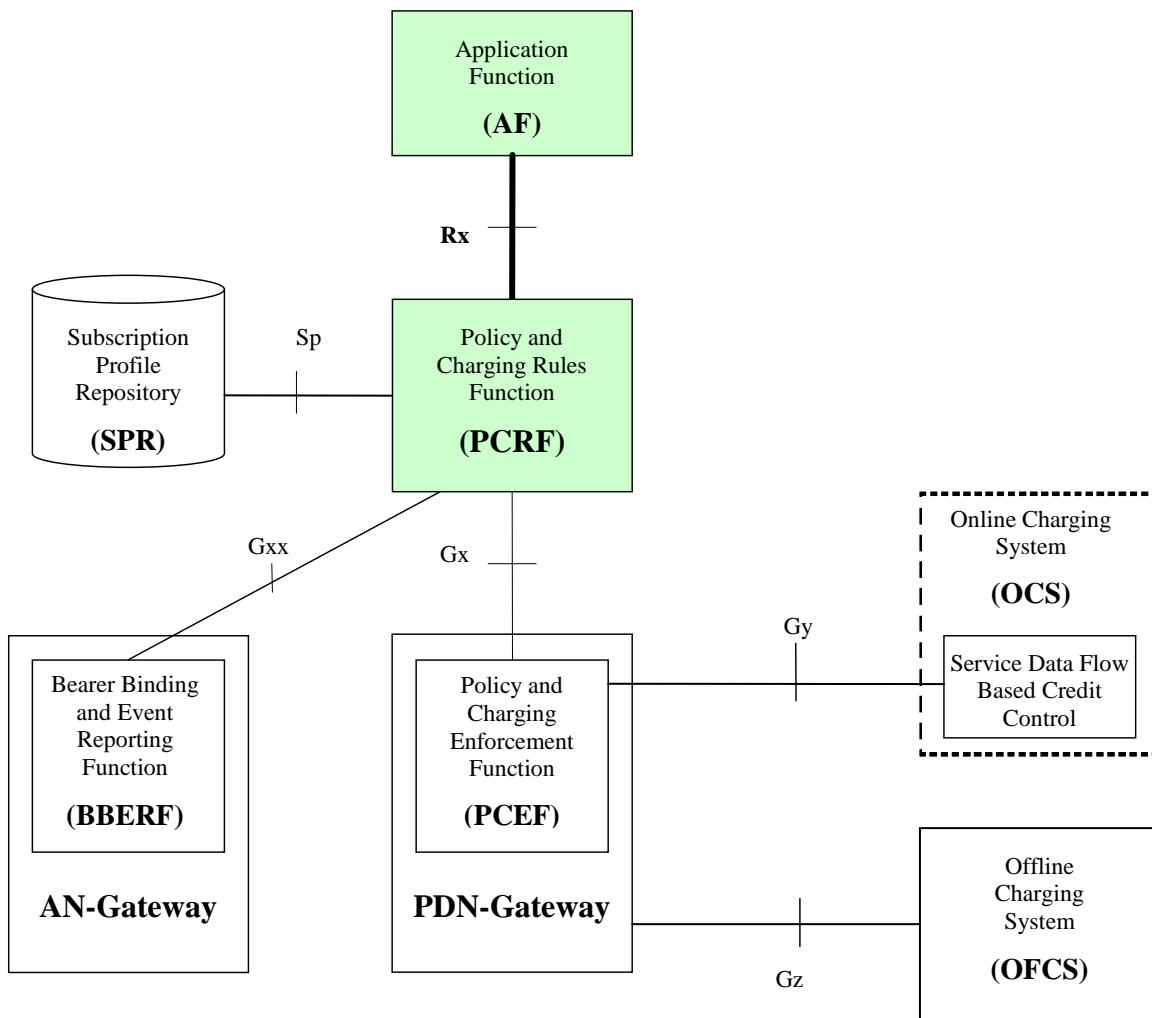 Application
Function
(AF)
Rx
Subscription
Profile
Repository
(SPR)
Sp
Policy and
Charging Rules
Function
(PCRF)
Gxx
Gx
Online Charging
System
(OCS)
Service Data Flow
Based Credit
Control
Gy
Bearer Binding
and Event
Reporting
Function
(BBERF)
AN-Gateway
Policy and
Charging
Enforcement
Function
(PCEF)
PDN-Gateway
Gz
Offline
Charging
System
(OFCS)